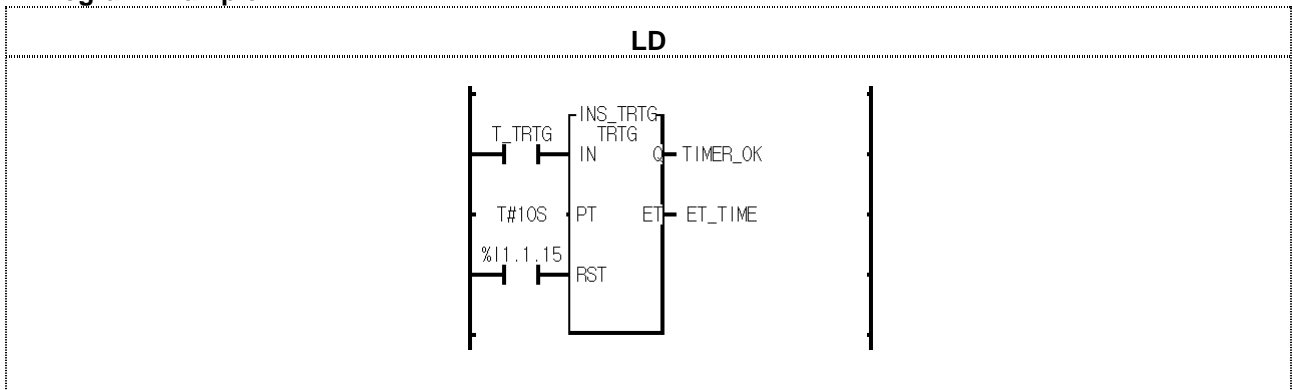 LD
INS_TRTG
T_TRTG TRTG
IN Q TIMER_OK
T#10S PT ET ET_TIME
%I1.1.15
RST